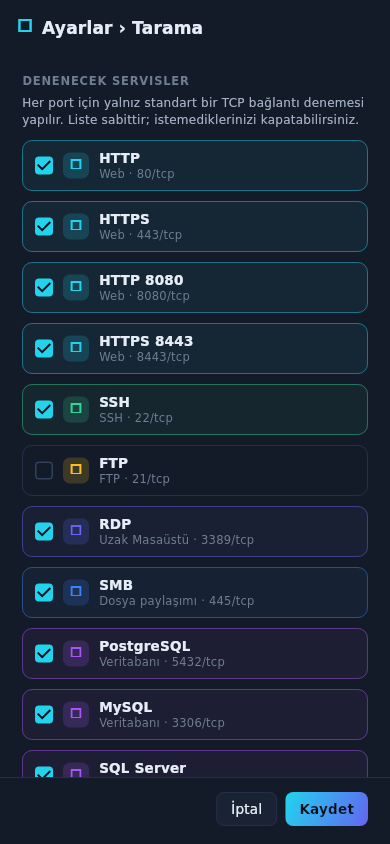 Ayarlar › Tarama
DENENECEK SERVISLER
Her port için yalnız standart bir TCP bağlantı denemesi
yapılır. Liste sabittir; istemediklerinizi kapatabilirsiniz.
HTTP
Web · 80/tcp
HTTPS
Web · 443/tcp
HTTP 8080
Web · 8080/tcp
HTTPS 8443
Web · 8443/tcp
SSH
SSH · 22/tcp
FTP
FTP · 21/tcp
RDP
Uzak Masaüstü · 3389/tcp
SMB
Dosya paylaşımı · 445/tcp
PostgreSQL
Veritabanı · 5432/tcp
MySQL
Veritabanı · 3306/tcp
SQL Server
İptal
Kaydet